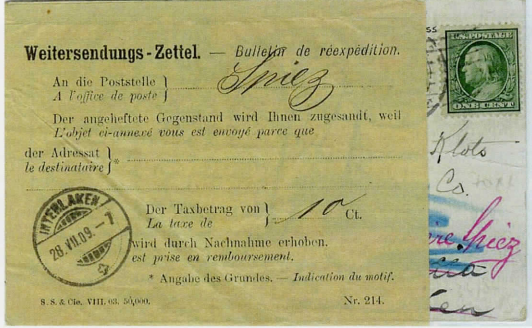 Weitersendungs-Zettel. — Bulletin de réexpédition.
An die Poststelle } Spiez
A l'office de poste }
Der angeheftete Gegenstand wird Ihnen zugesandt, weil
L'objet ci-annexé vous est envoyé parce que
der Adressat } *
le destinataire }
Der Taxbetrag von } 10 Ct.
La taxe de }
wird durch Nachnahme erhoben.
est prise en remboursement.
* Angabe des Grundes. — Indication du motif.
S. S. & Cie. VIII. 03. 50,000. Nr. 214.
INTERLAKEN
28.VII.09.–7
U.S. POSTAGE
ONE CENT
Co.
Spiez